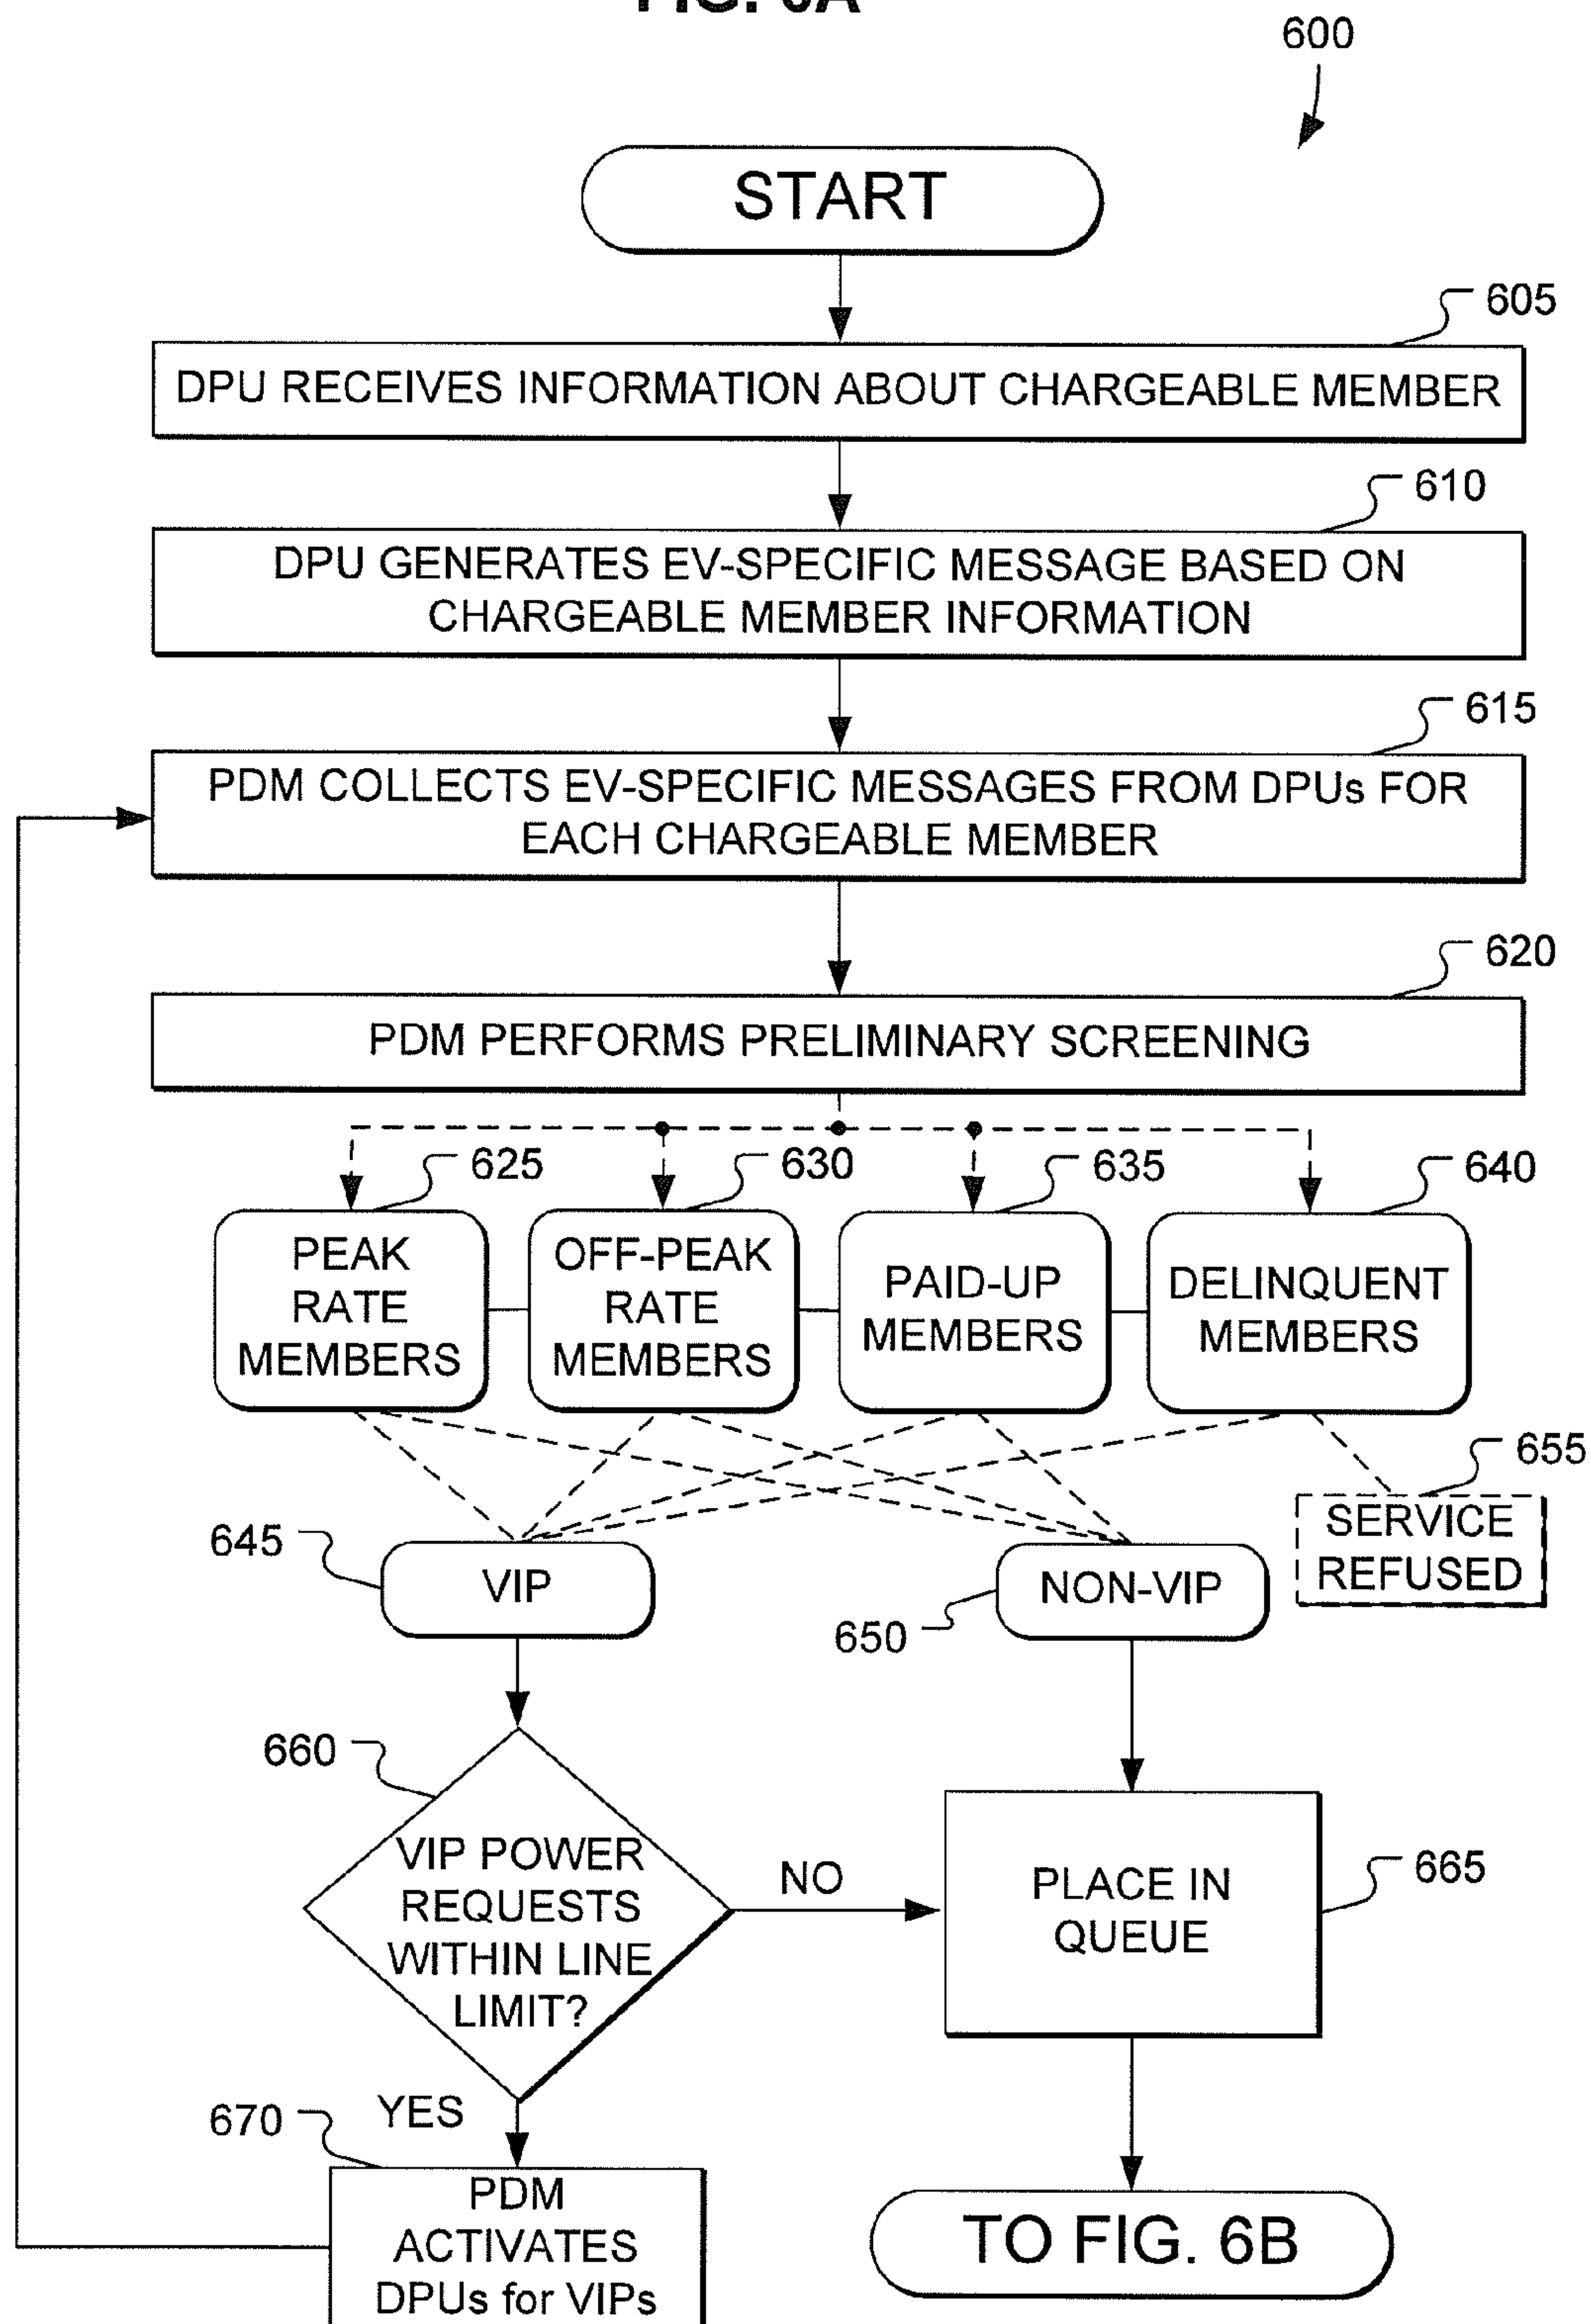 600
START
605
DPU RECEIVES INFORMATION ABOUT CHARGEABLE MEMBER
610
DPU GENERATES EV-SPECIFIC MESSAGE BASED ON
CHARGEABLE MEMBER INFORMATION
615
PDM COLLECTS EV-SPECIFIC MESSAGES FROM DPUs FOR
EACH CHARGEABLE MEMBER
620
PDM PERFORMS PRELIMINARY SCREENING
625
630
635
640
PEAK
RATE
MEMBERS
OFF-PEAK
RATE
MEMBERS
PAID-UP
MEMBERS
DELINQUENT
MEMBERS
655
SERVICE
REFUSED
645
VIP
650
NON-VIP
660
VIP POWER
REQUESTS
WITHIN LINE
LIMIT?
NO
665
PLACE IN
QUEUE
YES
670
PDM
ACTIVATES
DPUs for VIPs
TO FIG. 6B